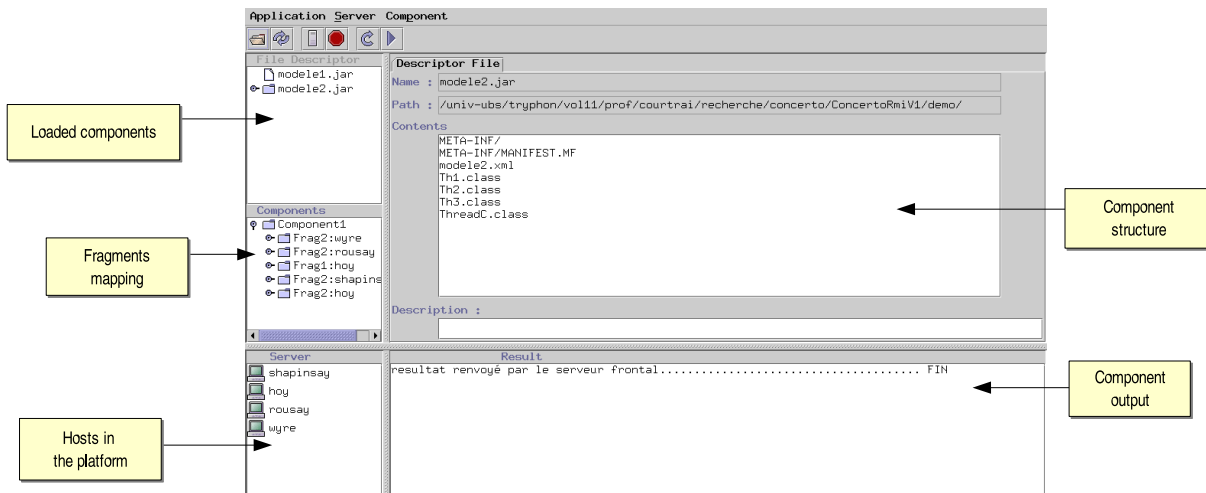 Application Server Component
File Descriptor
modele1.jar
modele2.jar
Descriptor File
Name : modele2.jar
Path : /univ-ubs/tryphon/vol11/prof/courtrai/recherche/concerto/ConcertoRmiV1/demo/
Contents
META-INF/
META-INF/MANIFEST.MF
modele2.xml
Th1.class
Th2.class
Th3.class
ThreadC.class
Description :
Components
Component1
Frag2:wyre
Frag2:rousay
Frag1:hoy
Frag2:shapins
Frag2:hoy
Server
shapinsay
hoy
rousay
wyre
Result
resultat renvoyé par le serveur frontal..................................... FIN
Loaded components
Fragments
mapping
Hosts in
the platform
Component
structure
Component
output